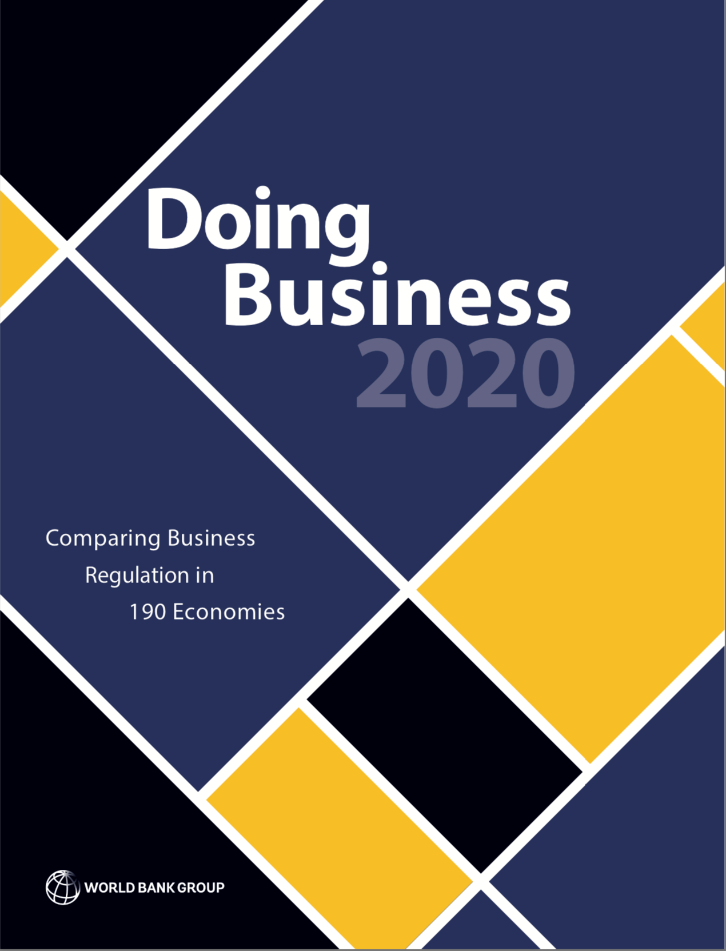 Doing
Business
2020
Comparing Business
Regulation in
190 Economies
WORLD BANK GROUP